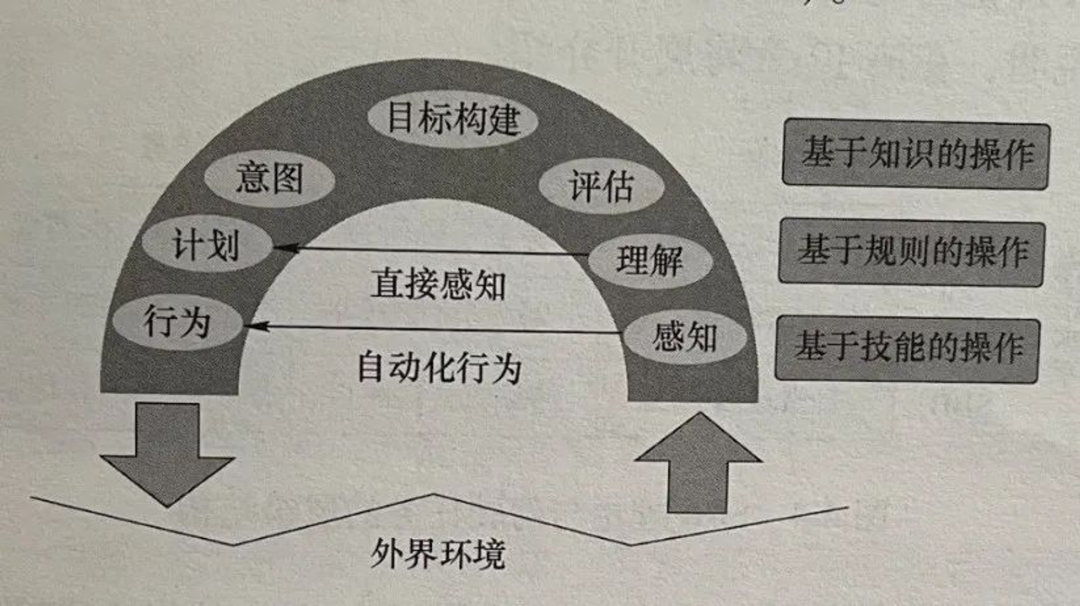 目标构建
意图
评估
计划
理解
直接感知
行为
感知
自动化行为
基于知识的操作
基于规则的操作
基于技能的操作
外界环境